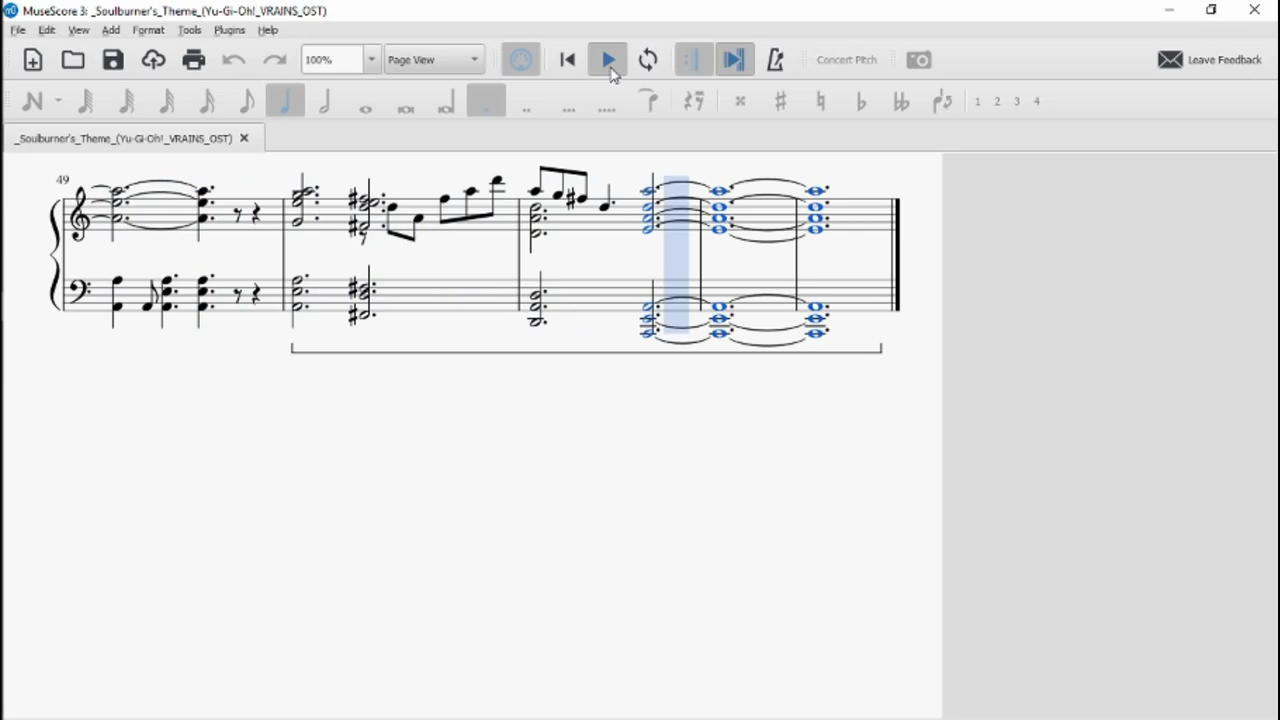 MuseScore 3: _Soulburner's_Theme_(Yu-Gi-Oh!_VRAINS_OST)
File Edit View Add Format Tools Plugins Help
100% Page View Concert Pitch Leave Feedback
1 2 3 4
_Soulburner's_Theme_(Yu-Gi-Oh!_VRAINS_OST)
49